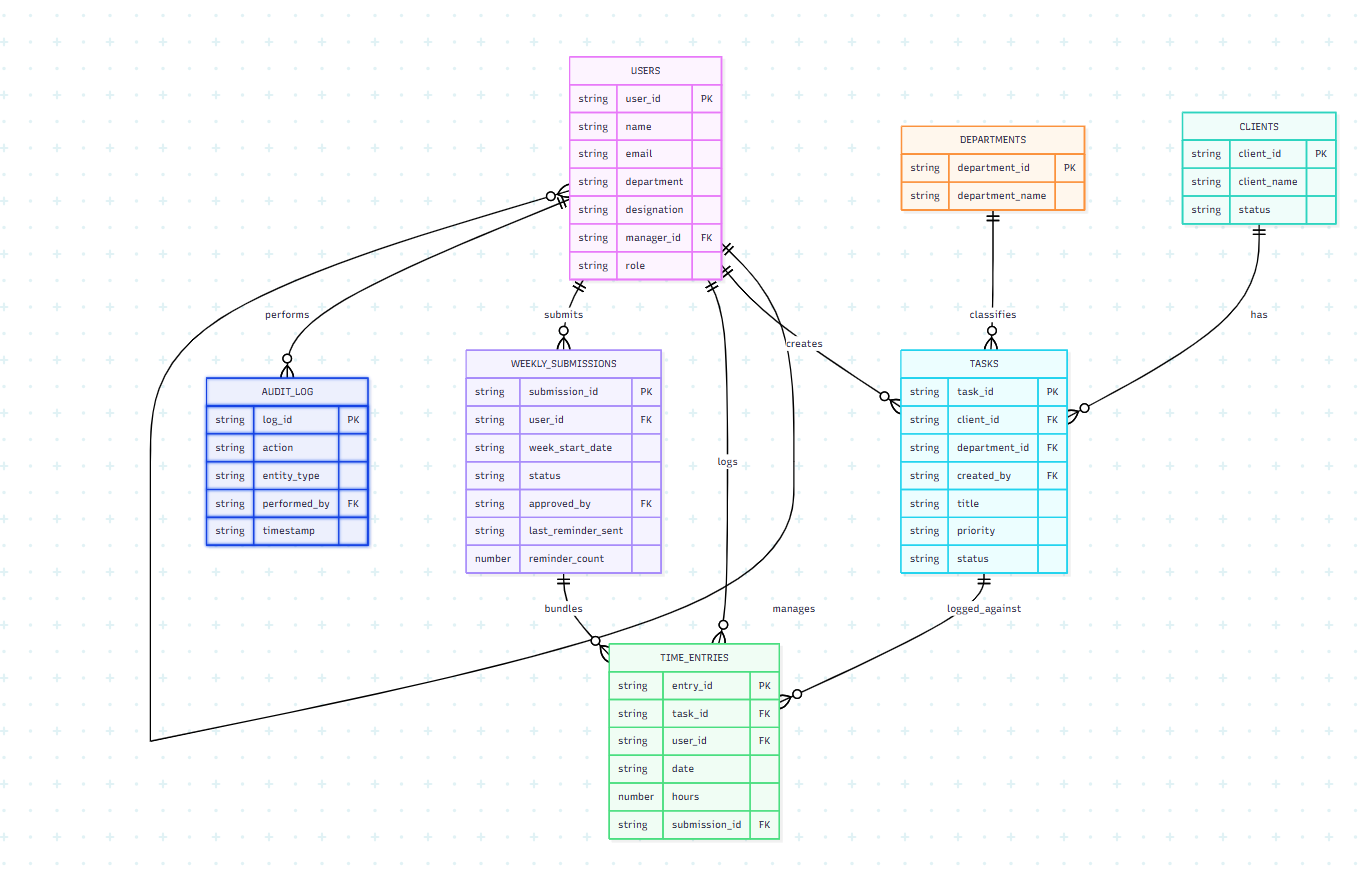 USERS
string user_id PK
string name
string email
string department
string designation
string manager_id FK
string role
DEPARTMENTS
string department_id PK
string department_name
CLIENTS
string client_id PK
string client_name
string status
performs
submits
creates
classifies
has
logs
bundles
manages
logged_against
AUDIT_LOG
string log_id PK
string action
string entity_type
string performed_by FK
string timestamp
WEEKLY_SUBMISSIONS
string submission_id PK
string user_id FK
string week_start_date
string status
string approved_by FK
string last_reminder_sent
number reminder_count
TASKS
string task_id PK
string client_id FK
string department_id FK
string created_by FK
string title
string priority
string status
TIME_ENTRIES
string entry_id PK
string task_id FK
string user_id FK
string date
number hours
string submission_id FK